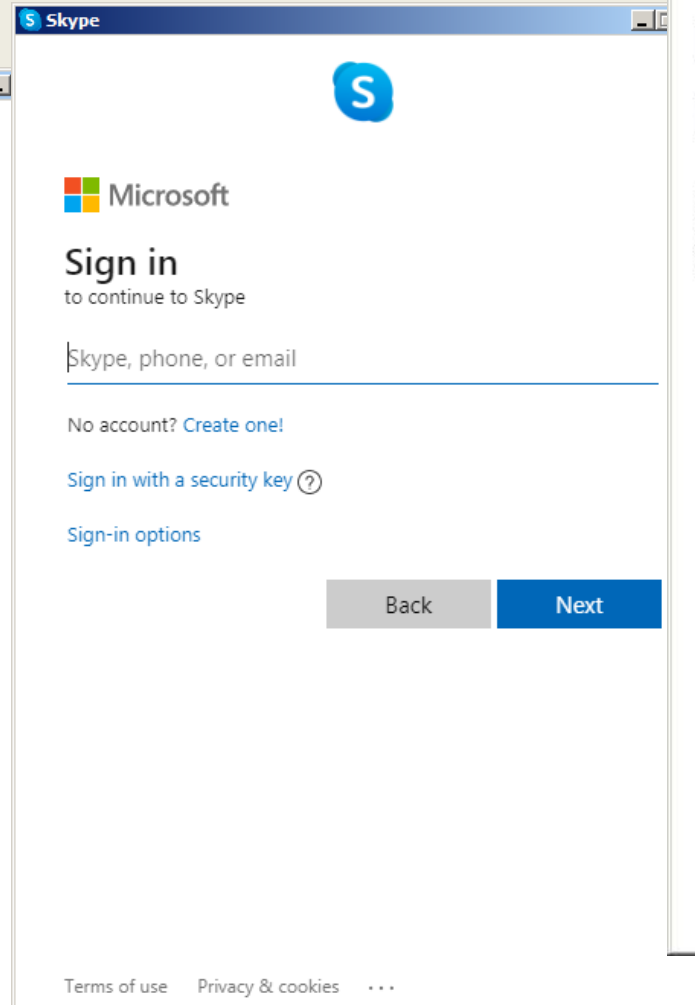 Skype
Microsoft
Sign in
to continue to Skype
Skype, phone, or email
No account? Create one!
Sign in with a security key
Sign-in options
Back
Next
Terms of use
Privacy & cookies
...